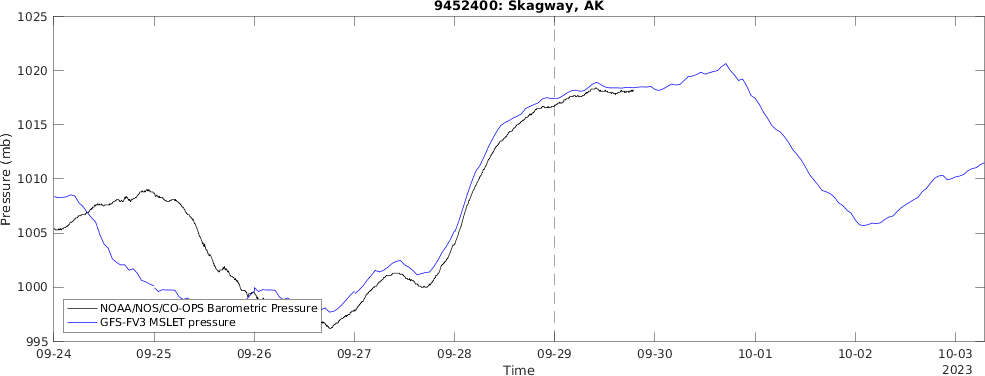 9452400: Skagway, AK
1025
1020
1015
1010
1005
1000
995
Pressure (mb)
NOAA/NOS/CO-OPS Barometric Pressure
GFS-FV3 MSLET pressure
09-24 09-25 09-26 09-27 09-28 09-29 09-30 10-01 10-02 10-03
Time 2023